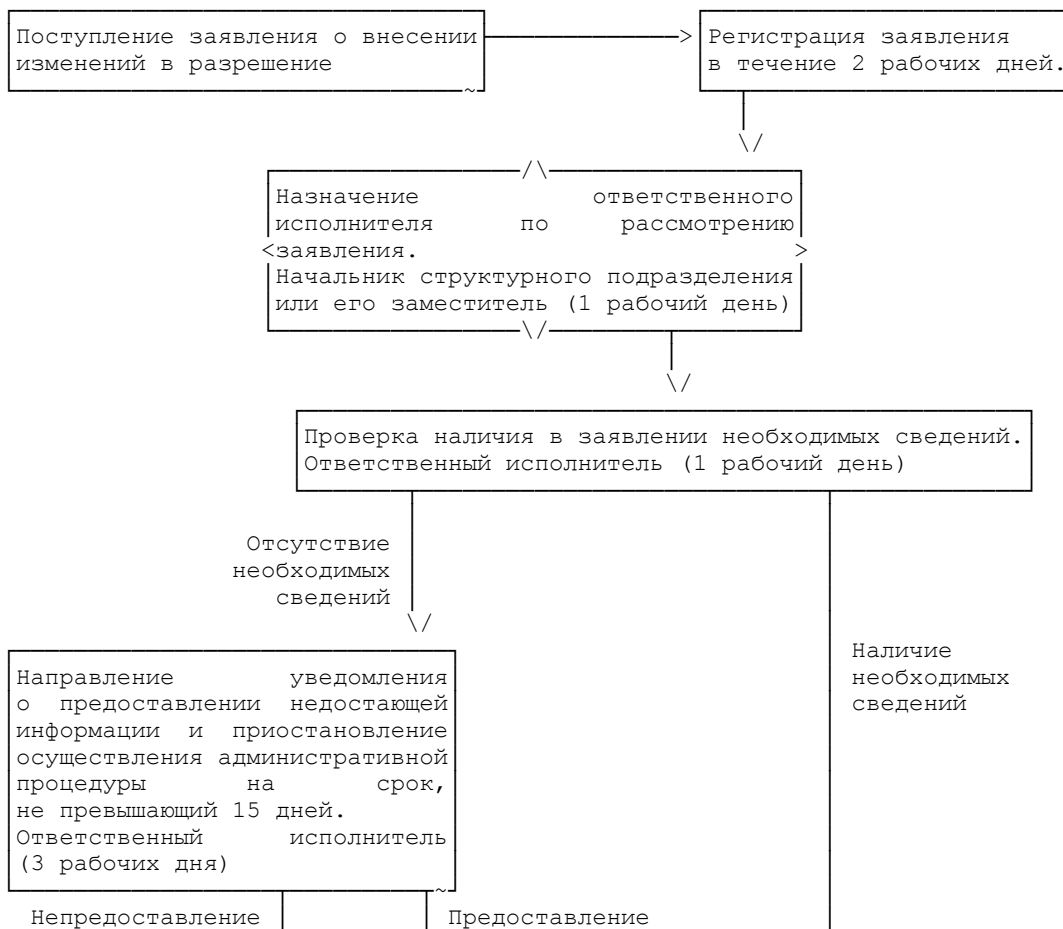 Поступление заявления о внесении
изменений в разрешение
Регистрация заявления
в течение 2 рабочих дней.
Назначение ответственного
исполнителя по рассмотрению
заявления.
Начальник структурного подразделения
или его заместитель (1 рабочий день)
Проверка наличия в заявлении необходимых сведений.
Ответственный исполнитель (1 рабочий день)
Отсутствие
необходимых
сведений
Наличие
необходимых
сведений
Направление уведомления
о предоставлении недостающей
информации и приостановление
осуществления административной
процедуры на срок,
не превышающий 15 дней.
Ответственный исполнитель
(3 рабочих дня)
Непредоставление
Предоставление